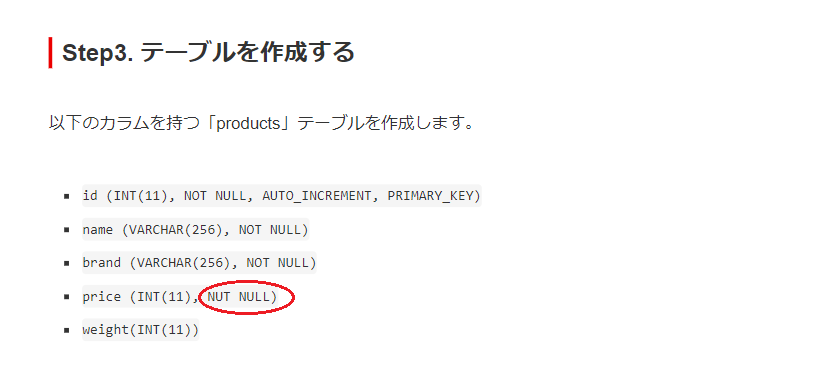 Step3. テーブルを作成する
以下のカラムを持つ「products」テーブルを作成します。
id (INT(11), NOT NULL, AUTO_INCREMENT, PRIMARY_KEY)
name (VARCHAR(256), NOT NULL)
brand (VARCHAR(256), NOT NULL)
price (INT(11), NUT NULL)
weight(INT(11))